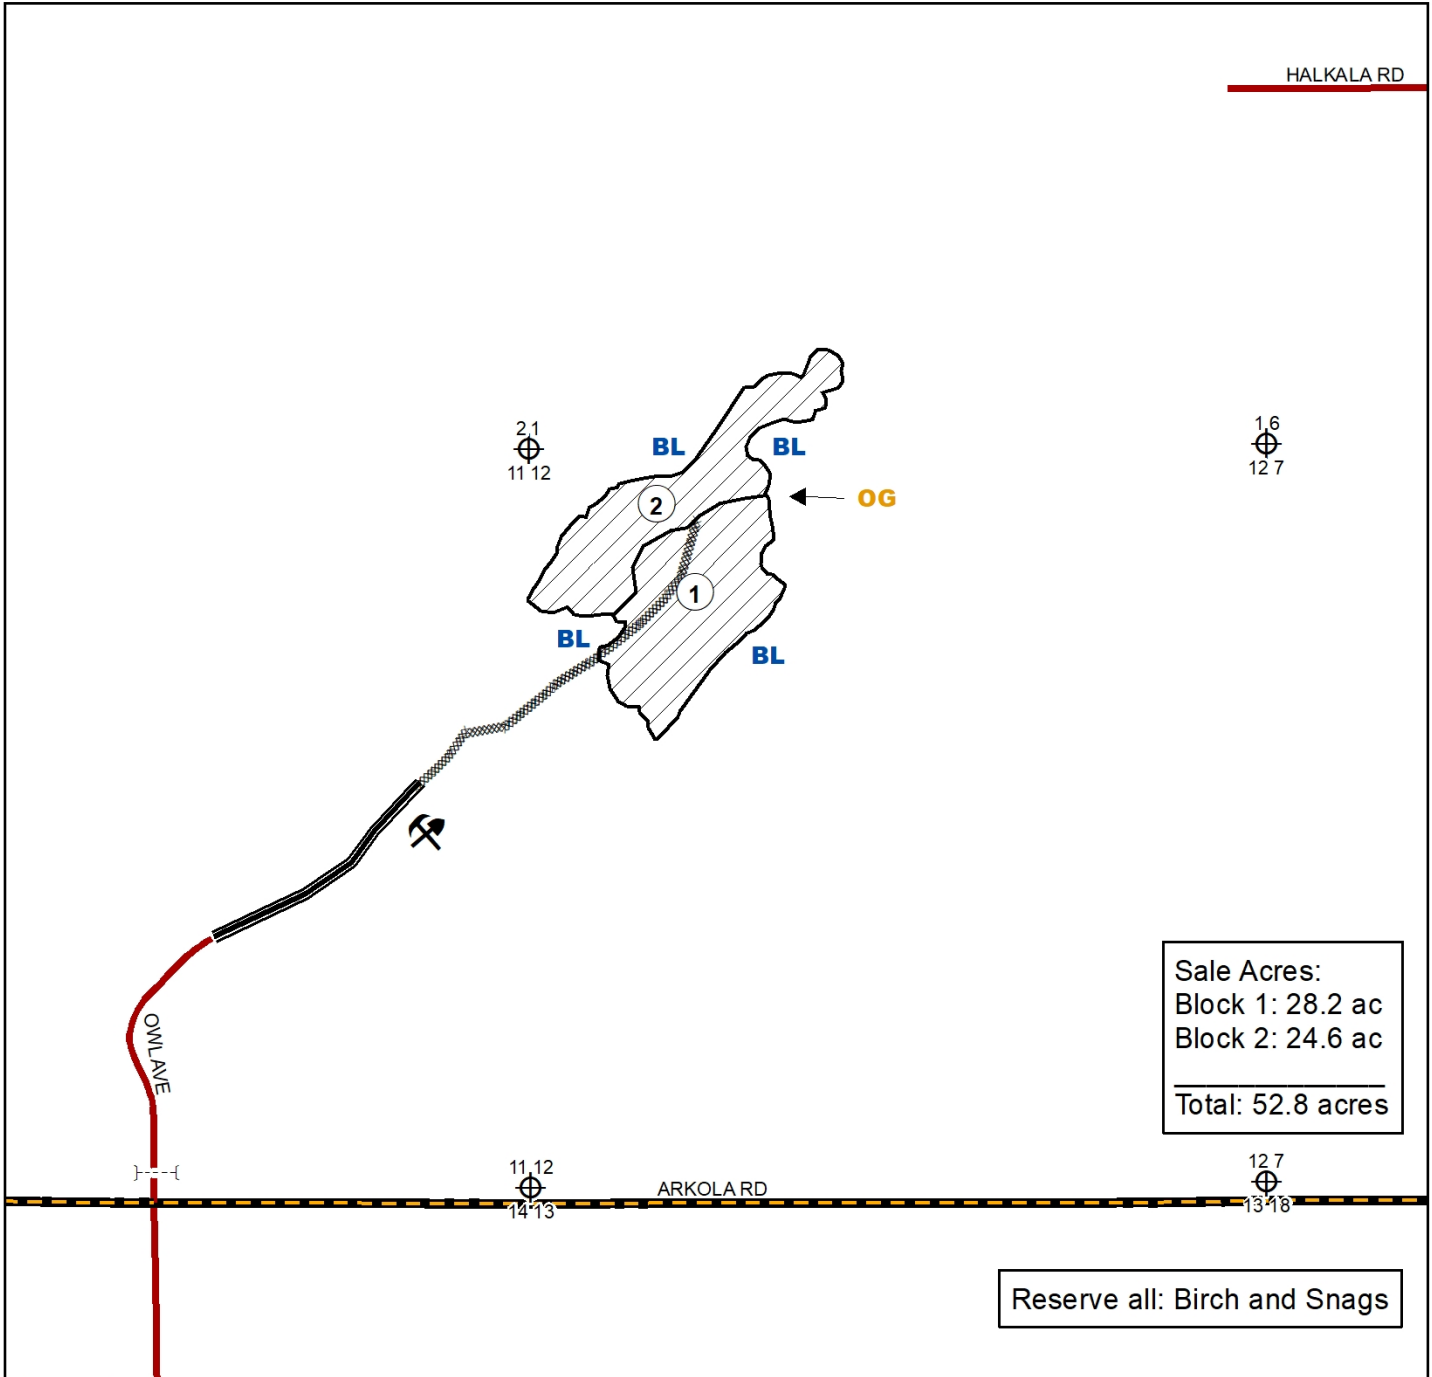 HALKALA RD
2 1
11 12
1 6
12 7
BL
BL
2
OG
1
BL
BL
OWL AVE
Sale Acres:
Block 1: 28.2 ac
Block 2: 24.6 ac
Total: 52.8 acres
11 12
14 13
ARKOLA RD
12 7
13 18
Reserve all: Birch and Snags